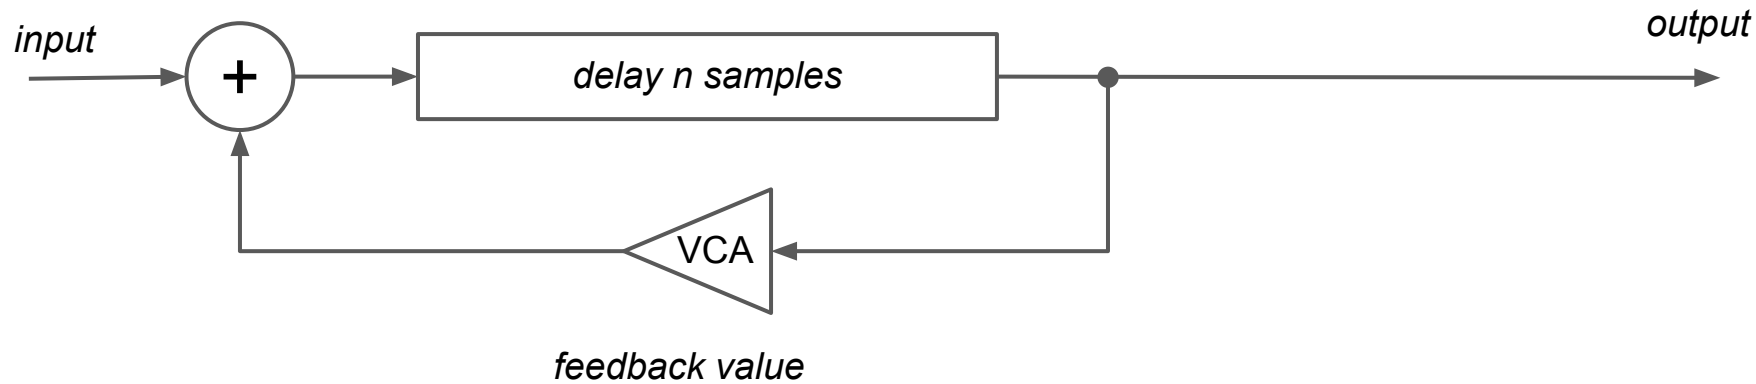 input
output
+
delay n samples
VCA
feedback value